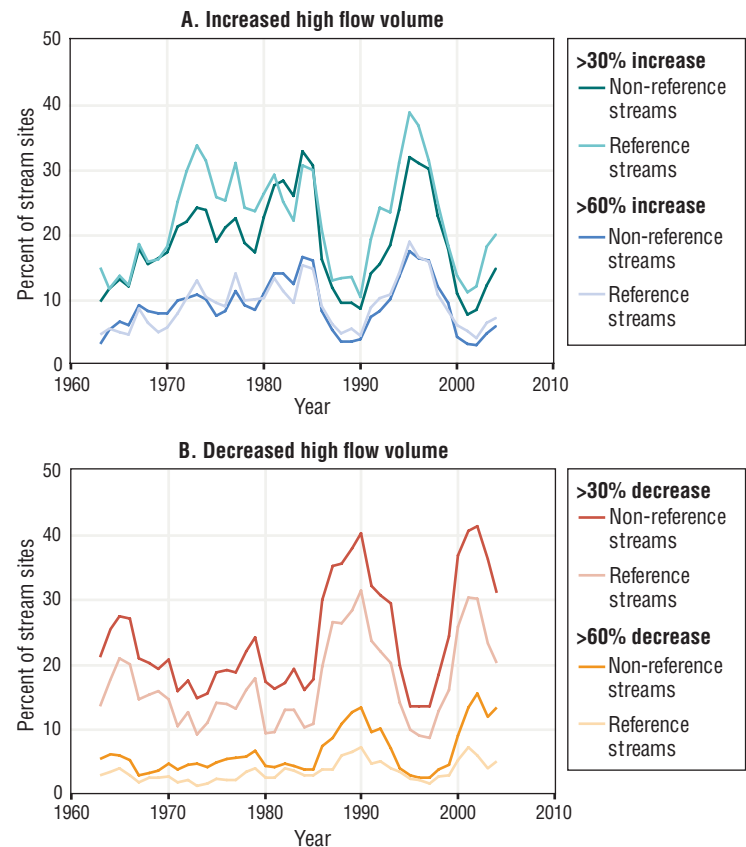 A. Increased high flow volume
Percent of stream sites
50
40
30
20
10
0
1960 1970 1980 1990 2000 2010
Year
>30% increase
Non-reference
streams
Reference
streams
>60% increase
Non-reference
streams
Reference
streams
B. Decreased high flow volume
Percent of stream sites
50
40
30
20
10
0
1960 1970 1980 1990 2000 2010
Year
>30% decrease
Non-reference
streams
Reference
streams
>60% decrease
Non-reference
streams
Reference
streams